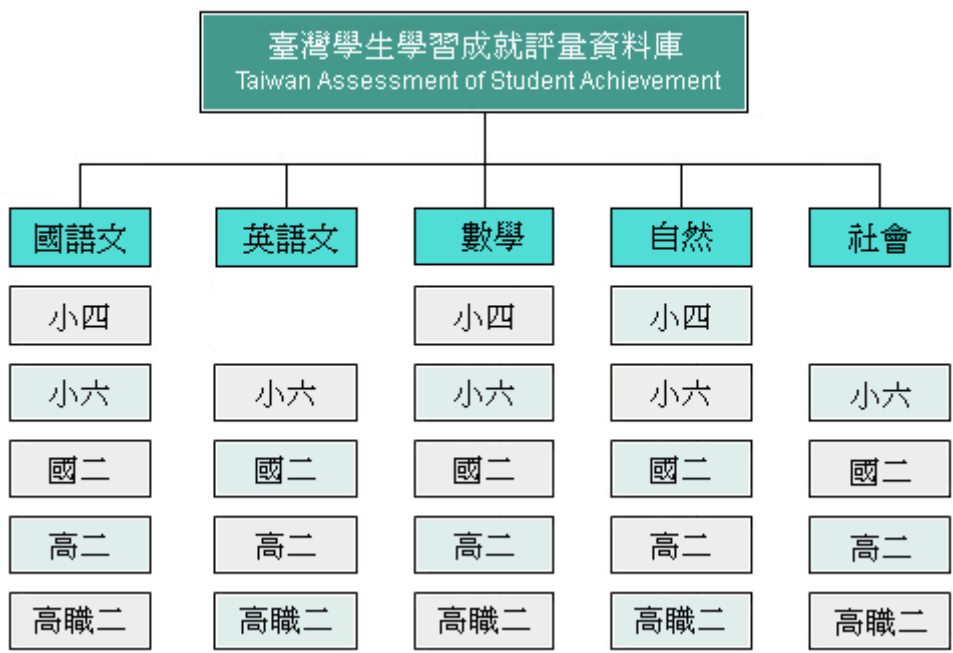 臺灣學生學習成就評量資料庫
Taiwan Assessment of Student Achievement
國語文 英語文 數學 自然 社會
小四 小四 小四
小六 小六 小六 小六 小六
國二 國二 國二 國二 國二
高二 高二 高二 高二 高二
高職二 高職二 高職二 高職二 高職二